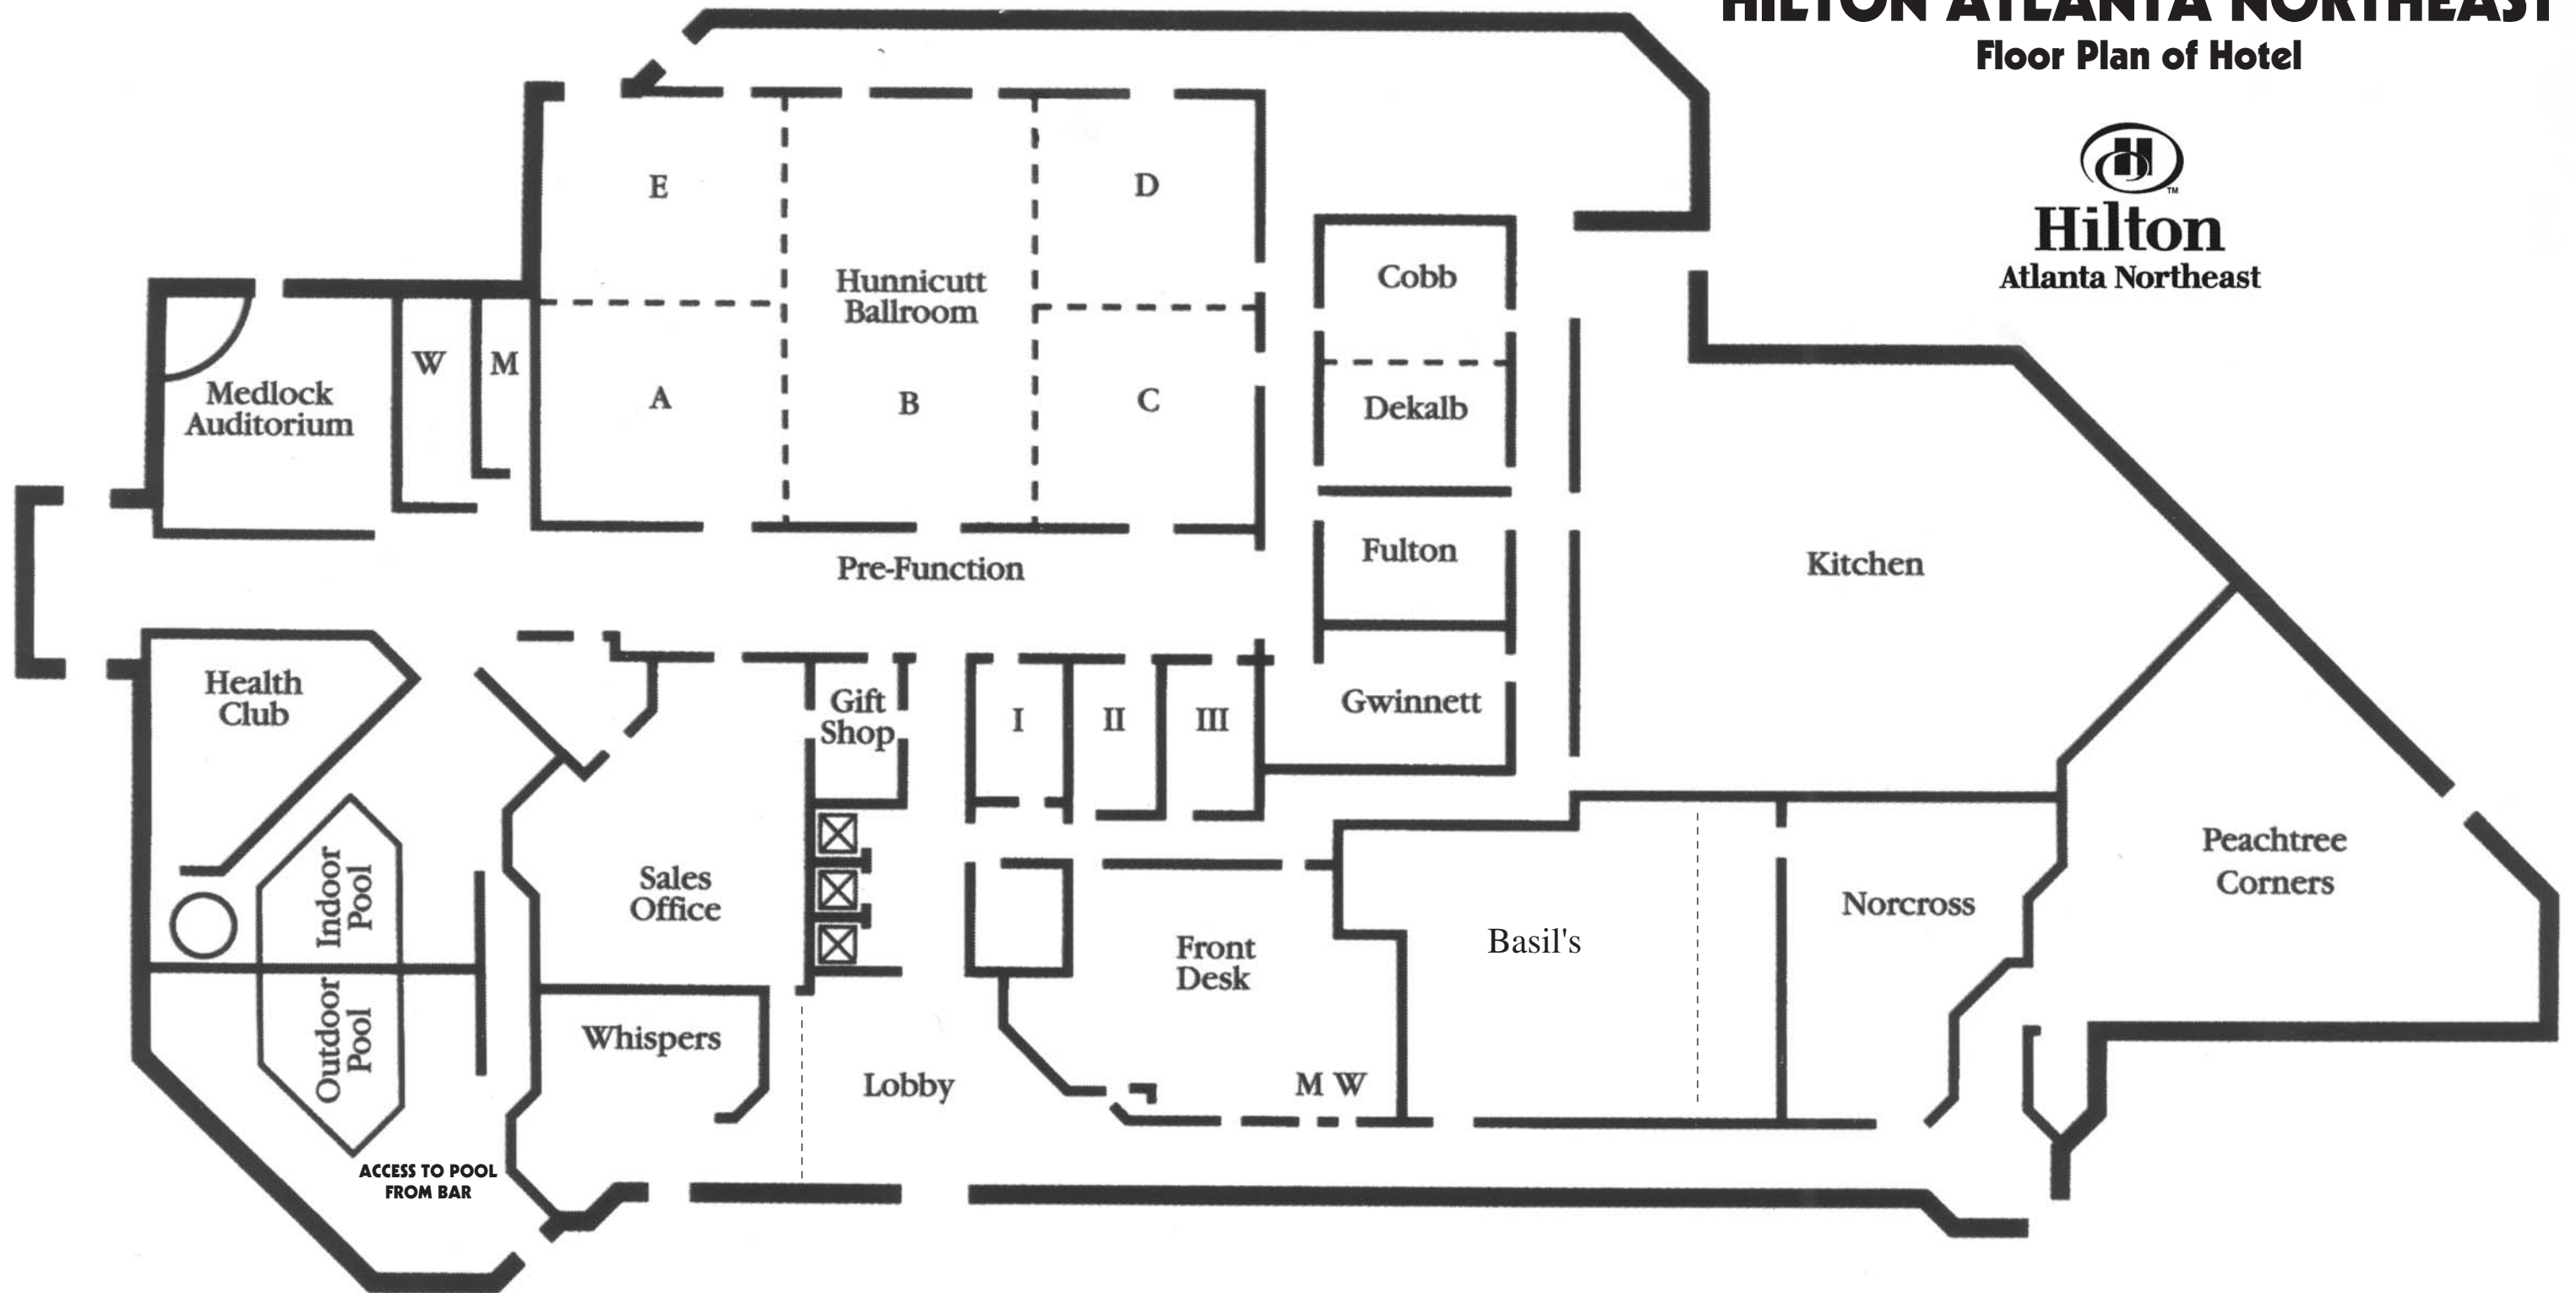 HILTON ATLANTA NORTHEAST
Floor Plan of Hotel
H
TM
Hilton
Atlanta Northeast
E
D
Hunnicutt
Ballroom
Cobb
W
M
Medlock
Auditorium
A
B
C
Dekalb
Pre-Function
Fulton
Kitchen
Health
Club
Gift
Shop
I
II
III
Gwinnett
Indoor
Pool
Sales
Office
Peachtree
Corners
Norcross
Front
Desk
Basil's
Outdoor
Pool
Whispers
Lobby
M W
ACCESS TO POOL
FROM BAR